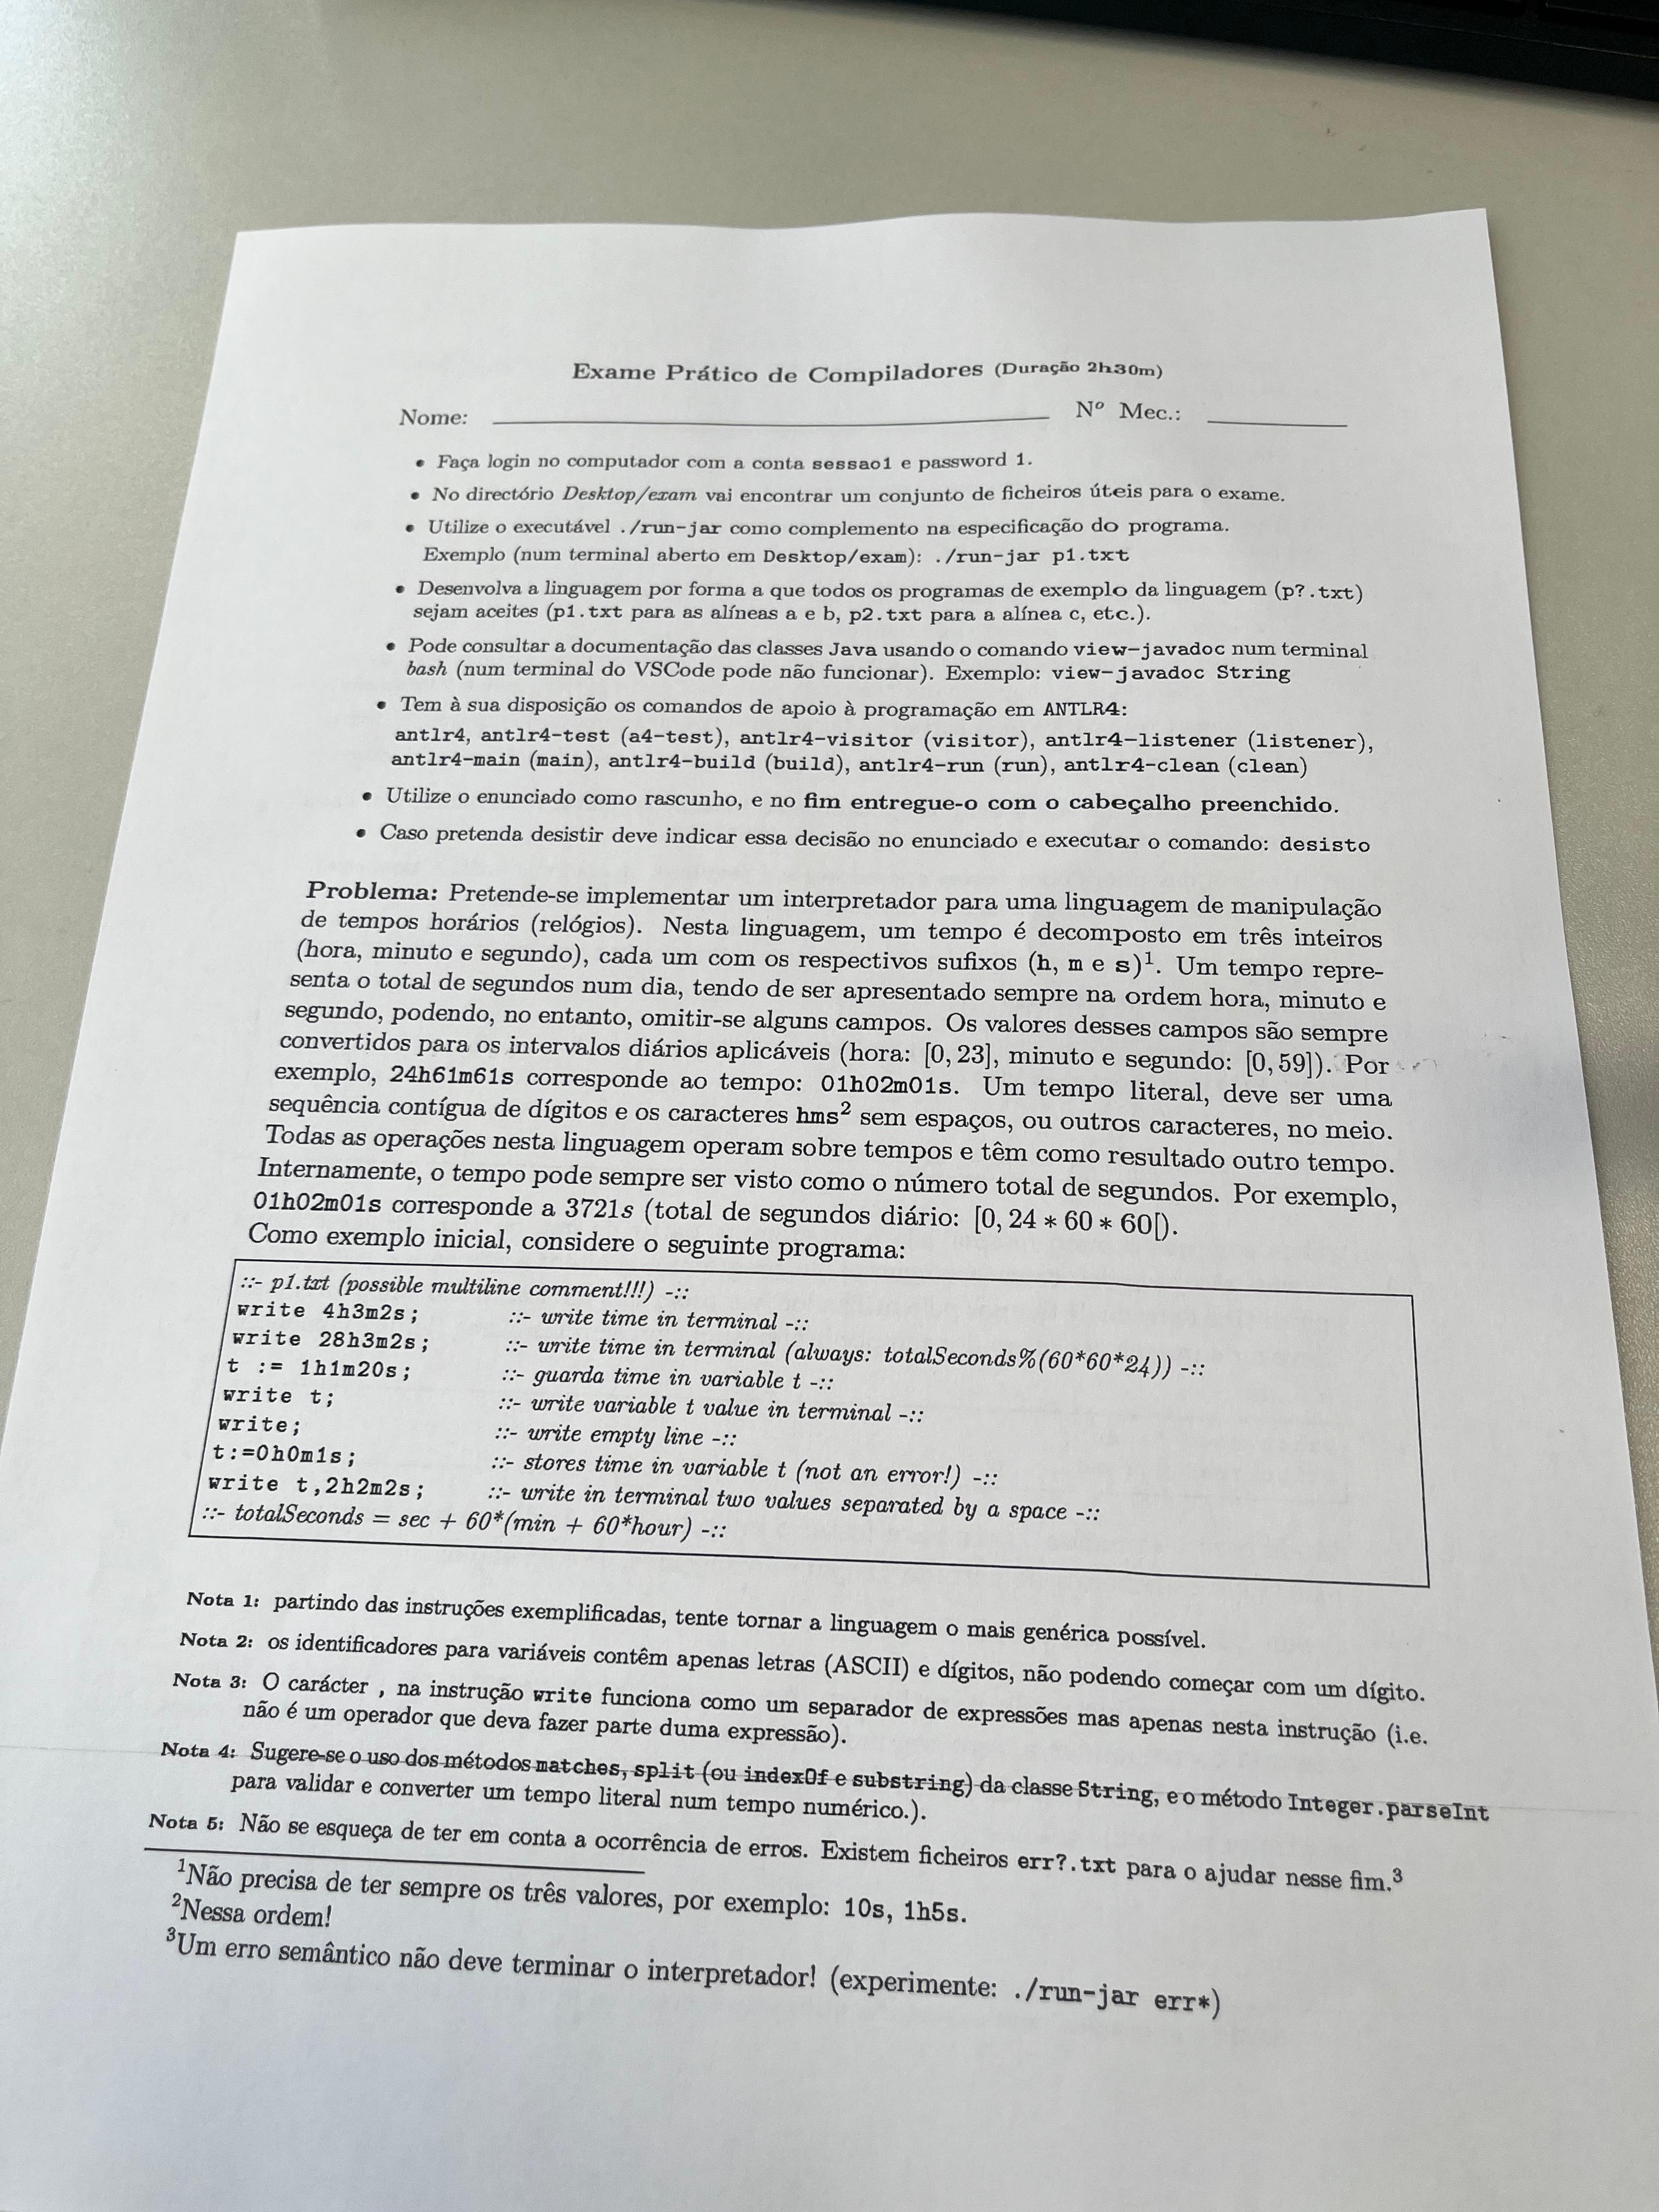 Exame Prático de Compiladores (Duração 2h30m)
Nome: Nº Mec.:
• Faça login no computador com a conta sessao1 e password 1.
• No directório Desktop/exam vai encontrar um conjunto de ficheiros úteis para o exame.
• Utilize o executável ./run-jar como complemento na especificação do programa.
Exemplo (num terminal aberto em Desktop/exam): ./run-jar p1.txt
• Desenvolva a linguagem por forma a que todos os programas de exemplo da linguagem (p?.txt)
sejam aceites (p1.txt para as alíneas a e b, p2.txt para a alínea c, etc.).
• Pode consultar a documentação das classes Java usando o comando view-javadoc num terminal
bash (num terminal do VSCode pode não funcionar). Exemplo: view-javadoc String
• Tem à sua disposição os comandos de apoio à programação em ANTLR4:
antlr4, antlr4-test (a4-test), antlr4-visitor (visitor), antlr4-listener (listener),
antlr4-main (main), antlr4-build (build), antlr4-run (run), antlr4-clean (clean)
• Utilize o enunciado como rascunho, e no fim entregue-o com o cabeçalho preenchido.
• Caso pretenda desistir deve indicar essa decisão no enunciado e executar o comando: desisto
Problema: Pretende-se implementar um interpretador para uma linguagem de manipulação
de tempos horários (relógios). Nesta linguagem, um tempo é decomposto em três inteiros
(hora, minuto e segundo), cada um com os respectivos sufixos (h, m e s)¹. Um tempo repre-
senta o total de segundos num dia, tendo de ser apresentado sempre na ordem hora, minuto e
segundo, podendo, no entanto, omitir-se alguns campos. Os valores desses campos são sempre
convertidos para os intervalos diários aplicáveis (hora: [0, 23], minuto e segundo: [0, 59]). Por
exemplo, 24h61m61s corresponde ao tempo: 01h02m01s. Um tempo literal, deve ser uma
sequência contígua de dígitos e os caracteres hms² sem espaços, ou outros caracteres, no meio.
Todas as operações nesta linguagem operam sobre tempos e têm como resultado outro tempo.
Internamente, o tempo pode sempre ser visto como o número total de segundos. Por exemplo,
01h02m01s corresponde a 3721s (total de segundos diário: [0, 24 * 60 * 60[).
Como exemplo inicial, considere o seguinte programa:
::- p1.txt (possible multiline comment!!!) -::
write 4h3m2s; ::- write time in terminal -::
write 28h3m2s; ::- write time in terminal (always: totalSeconds%(60*60*24)) -::
t := 1h1m20s; ::- guarda time in variable t -::
write t; ::- write variable t value in terminal -::
write; ::- write empty line -::
t:=0h0m1s; ::- stores time in variable t (not an error!) -::
write t,2h2m2s; ::- write in terminal two values separated by a space -::
::- totalSeconds = sec + 60*(min + 60*hour) -::
Nota 1: partindo das instruções exemplificadas, tente tornar a linguagem o mais genérica possível.
Nota 2: os identificadores para variáveis contêm apenas letras (ASCII) e dígitos, não podendo começar com um dígito.
Nota 3: O carácter , na instrução write funciona como um separador de expressões mas apenas nesta instrução (i.e.
não é um operador que deva fazer parte duma expressão).
Nota 4: Sugere-se o uso dos métodos matches, split (ou indexOf e substring) da classe String, e o método Integer.parseInt
para validar e converter um tempo literal num tempo numérico.).
Nota 5: Não se esqueça de ter em conta a ocorrência de erros. Existem ficheiros err?.txt para o ajudar nesse fim.³
¹Não precisa de ter sempre os três valores, por exemplo: 10s, 1h5s.
²Nessa ordem!
³Um erro semântico não deve terminar o interpretador! (experimente: ./run-jar err*)